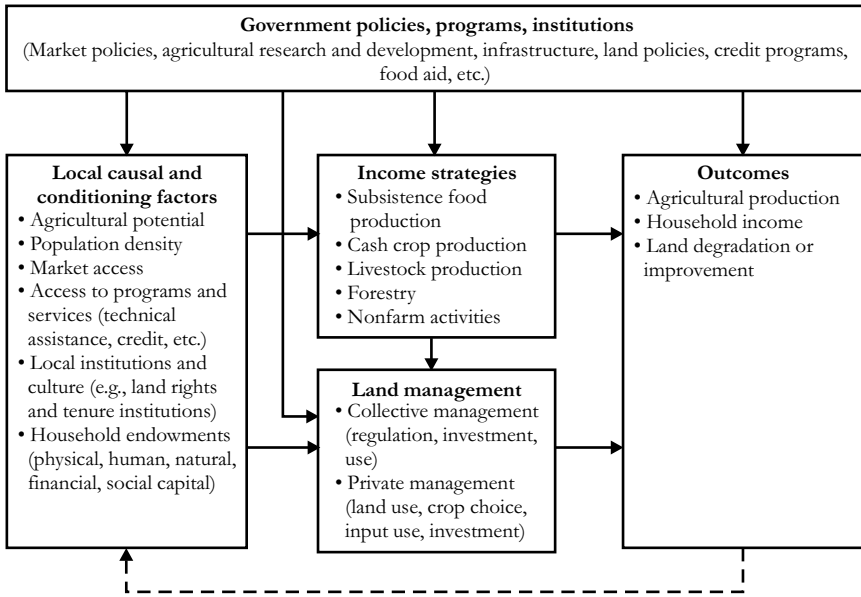 Government policies, programs, institutions
(Market policies, agricultural research and development, infrastructure, land policies, credit programs,
food aid, etc.)
Local causal and
conditioning factors
• Agricultural potential
• Population density
• Market access
• Access to programs and
services (technical
assistance, credit, etc.)
• Local institutions and
culture (e.g., land rights
and tenure institutions)
• Household endowments
(physical, human, natural,
financial, social capital)
Income strategies
• Subsistence food
production
• Cash crop production
• Livestock production
• Forestry
• Nonfarm activities
Land management
• Collective management
(regulation, investment,
use)
• Private management
(land use, crop choice,
input use, investment)
Outcomes
• Agricultural production
• Household income
• Land degradation or
improvement